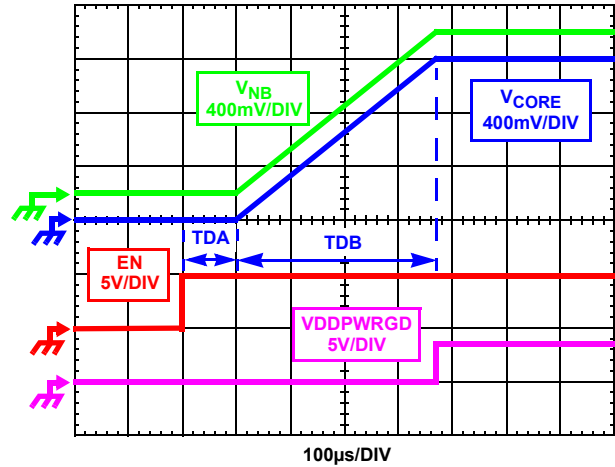 VNB
400mV/DIV
VCORE
400mV/DIV
TDA
TDB
EN
5V/DIV
VDDPWRGD
5V/DIV
100µs/DIV